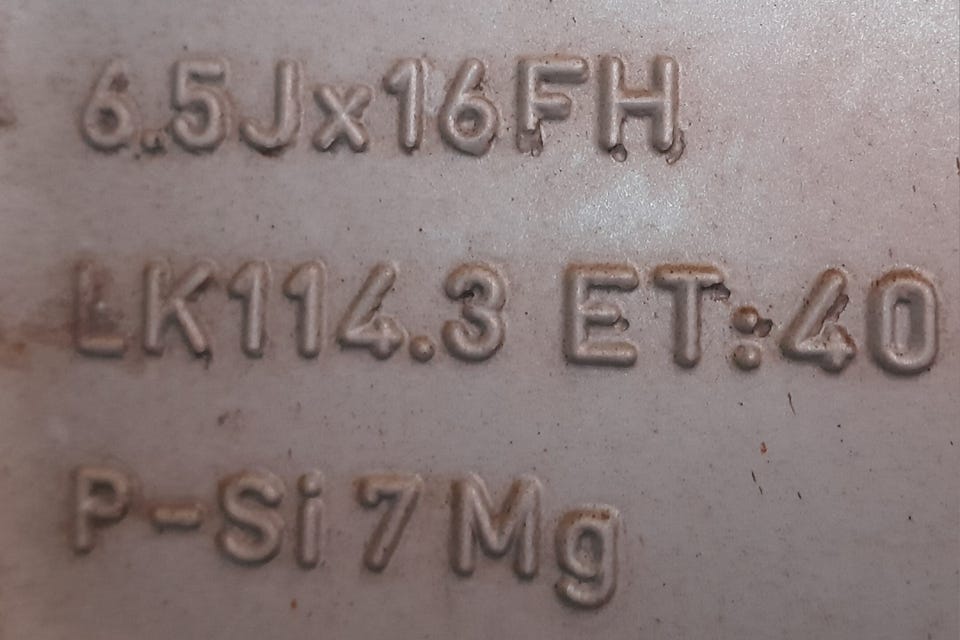 6.5Jx16FH
LK114.3 ET:40
P-Si7Mg